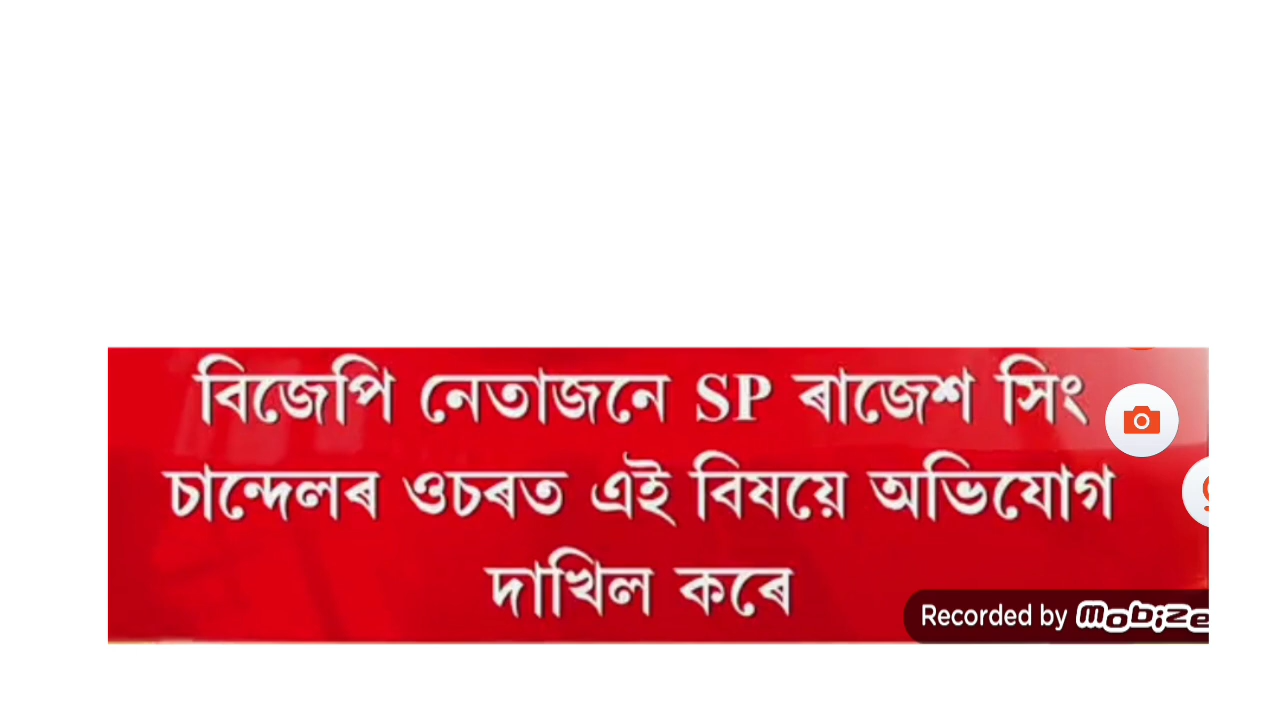 বিজেপি নেতাজনে SP ৰাজেশ সিং
চান্দেলৰ ওচৰত এই বিষয়ে অভিযোগ
দাখিল কৰে
Recorded by